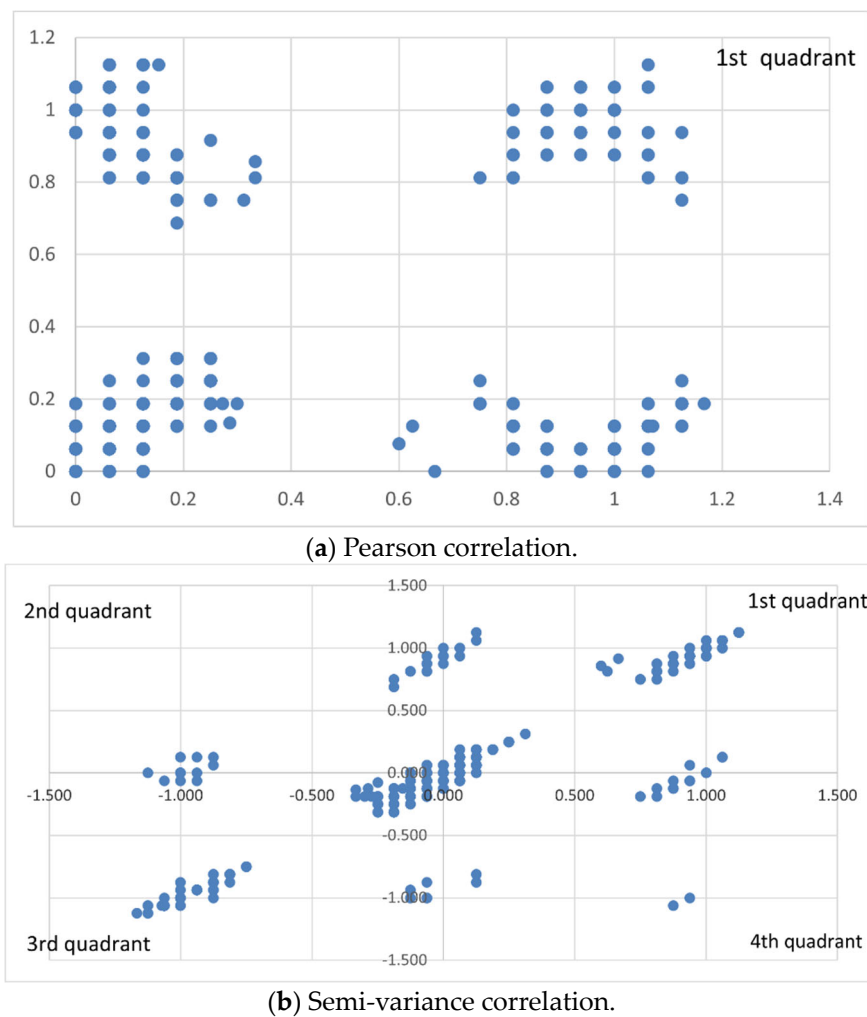 1.2
1st quadrant
1
0.8
0.6
0.4
0.2
0
0 0.2 0.4 0.6 0.8 1 1.2 1.4
(a) Pearson correlation.
2nd quadrant 1.500 1st quadrant
1.000
0.500
0.000
-1.500 -1.000 -0.500 0.000 0.500 1.000 1.500
-0.500
-1.000
3rd quadrant 4th quadrant
-1.500
(b) Semi-variance correlation.